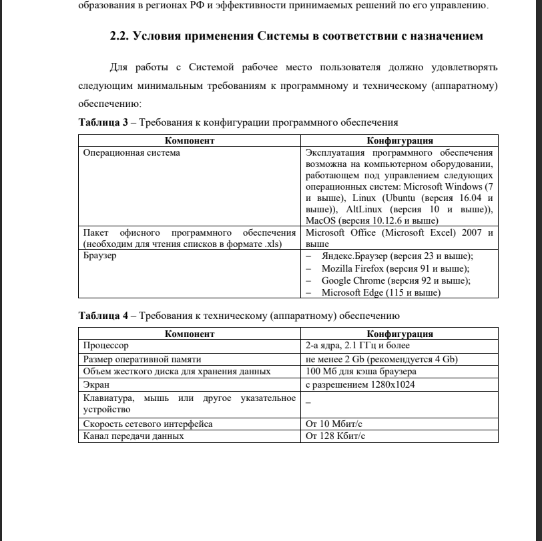 образования в регионах РФ и эффективности принимаемых решений по его управлению.
2.2. Условия применения Системы в соответствии с назначением
Для работы с Системой рабочее место пользователя должно удовлетворять
следующим минимальным требованиям к программному и техническому (аппаратному)
обеспечению:
Таблица 3 – Требования к конфигурации программного обеспечения
Компонент Конфигурация
Операционная система Эксплуатация программного обеспечения
возможна на компьютерном оборудовании,
работающем под управлением следующих
операционных систем: Microsoft Windows (7
и выше), Linux (Ubuntu (версия 16.04 и
выше)), AltLinux (версия 10 и выше)),
MacOS (версия 10.12.6 и выше)
Пакет офисного программного обеспечения Microsoft Office (Microsoft Excel) 2007 и
(необходим для чтения списков в формате .xls) выше
Браузер – Яндекс.Браузер (версия 23 и выше);
– Mozilla Firefox (версия 91 и выше);
– Google Chrome (версия 92 и выше);
– Microsoft Edge (115 и выше)
Таблица 4 – Требования к техническому (аппаратному) обеспечению
Компонент Конфигурация
Процессор 2-а ядра, 2.1 ГГц и более
Размер оперативной памяти не менее 2 Gb (рекомендуется 4 Gb)
Объем жесткого диска для хранения данных 100 Мб для кэша браузера
Экран с разрешением 1280x1024
Клавиатура, мышь или другое указательное –
устройство
Скорость сетевого интерфейса От 10 Мбит/с
Канал передачи данных От 128 Кбит/с